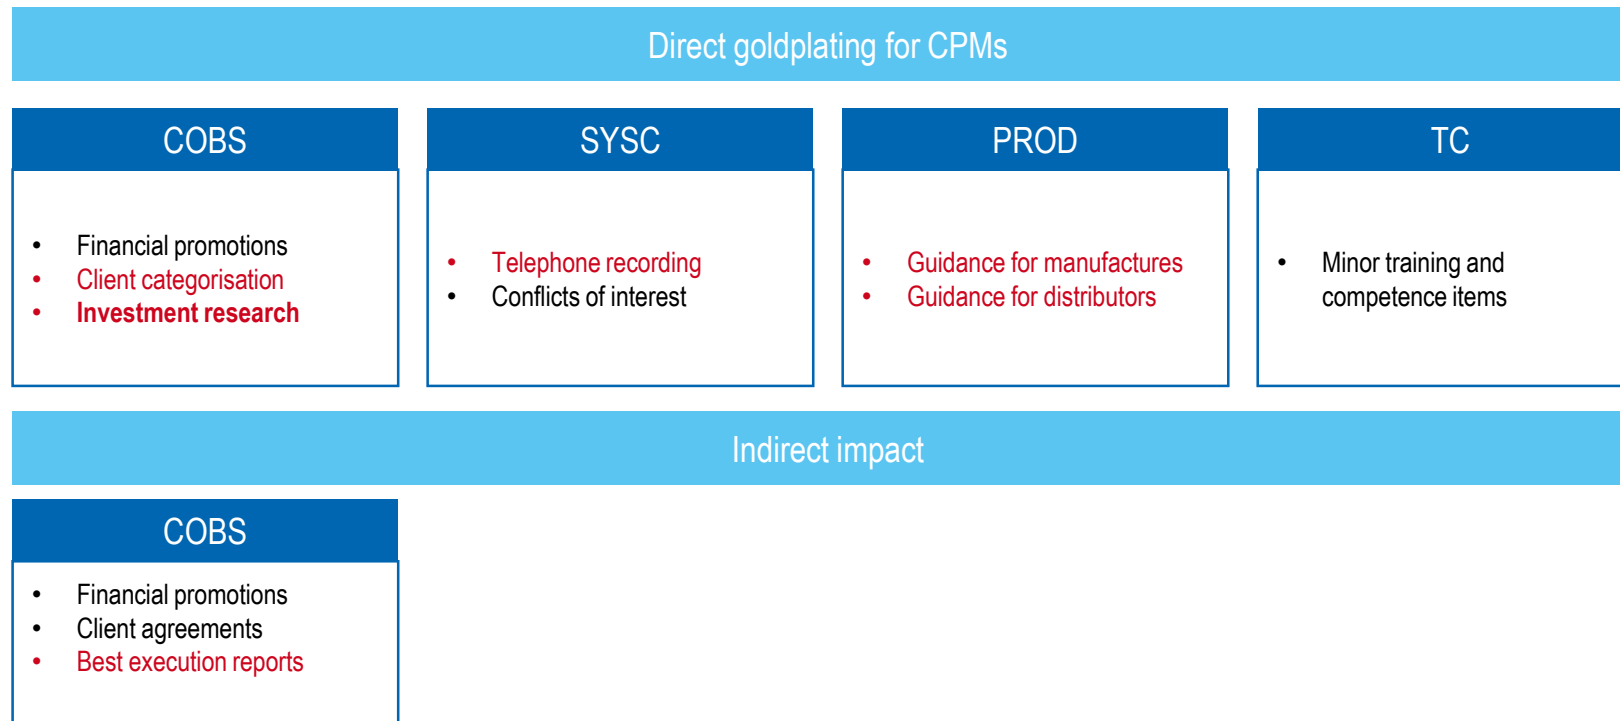 Direct goldplating for CPMs
COBS
• Financial promotions
• Client categorisation
• Investment research
SYSC
• Telephone recording
• Conflicts of interest
PROD
• Guidance for manufactures
• Guidance for distributors
TC
• Minor training and
competence items
Indirect impact
COBS
• Financial promotions
• Client agreements
• Best execution reports